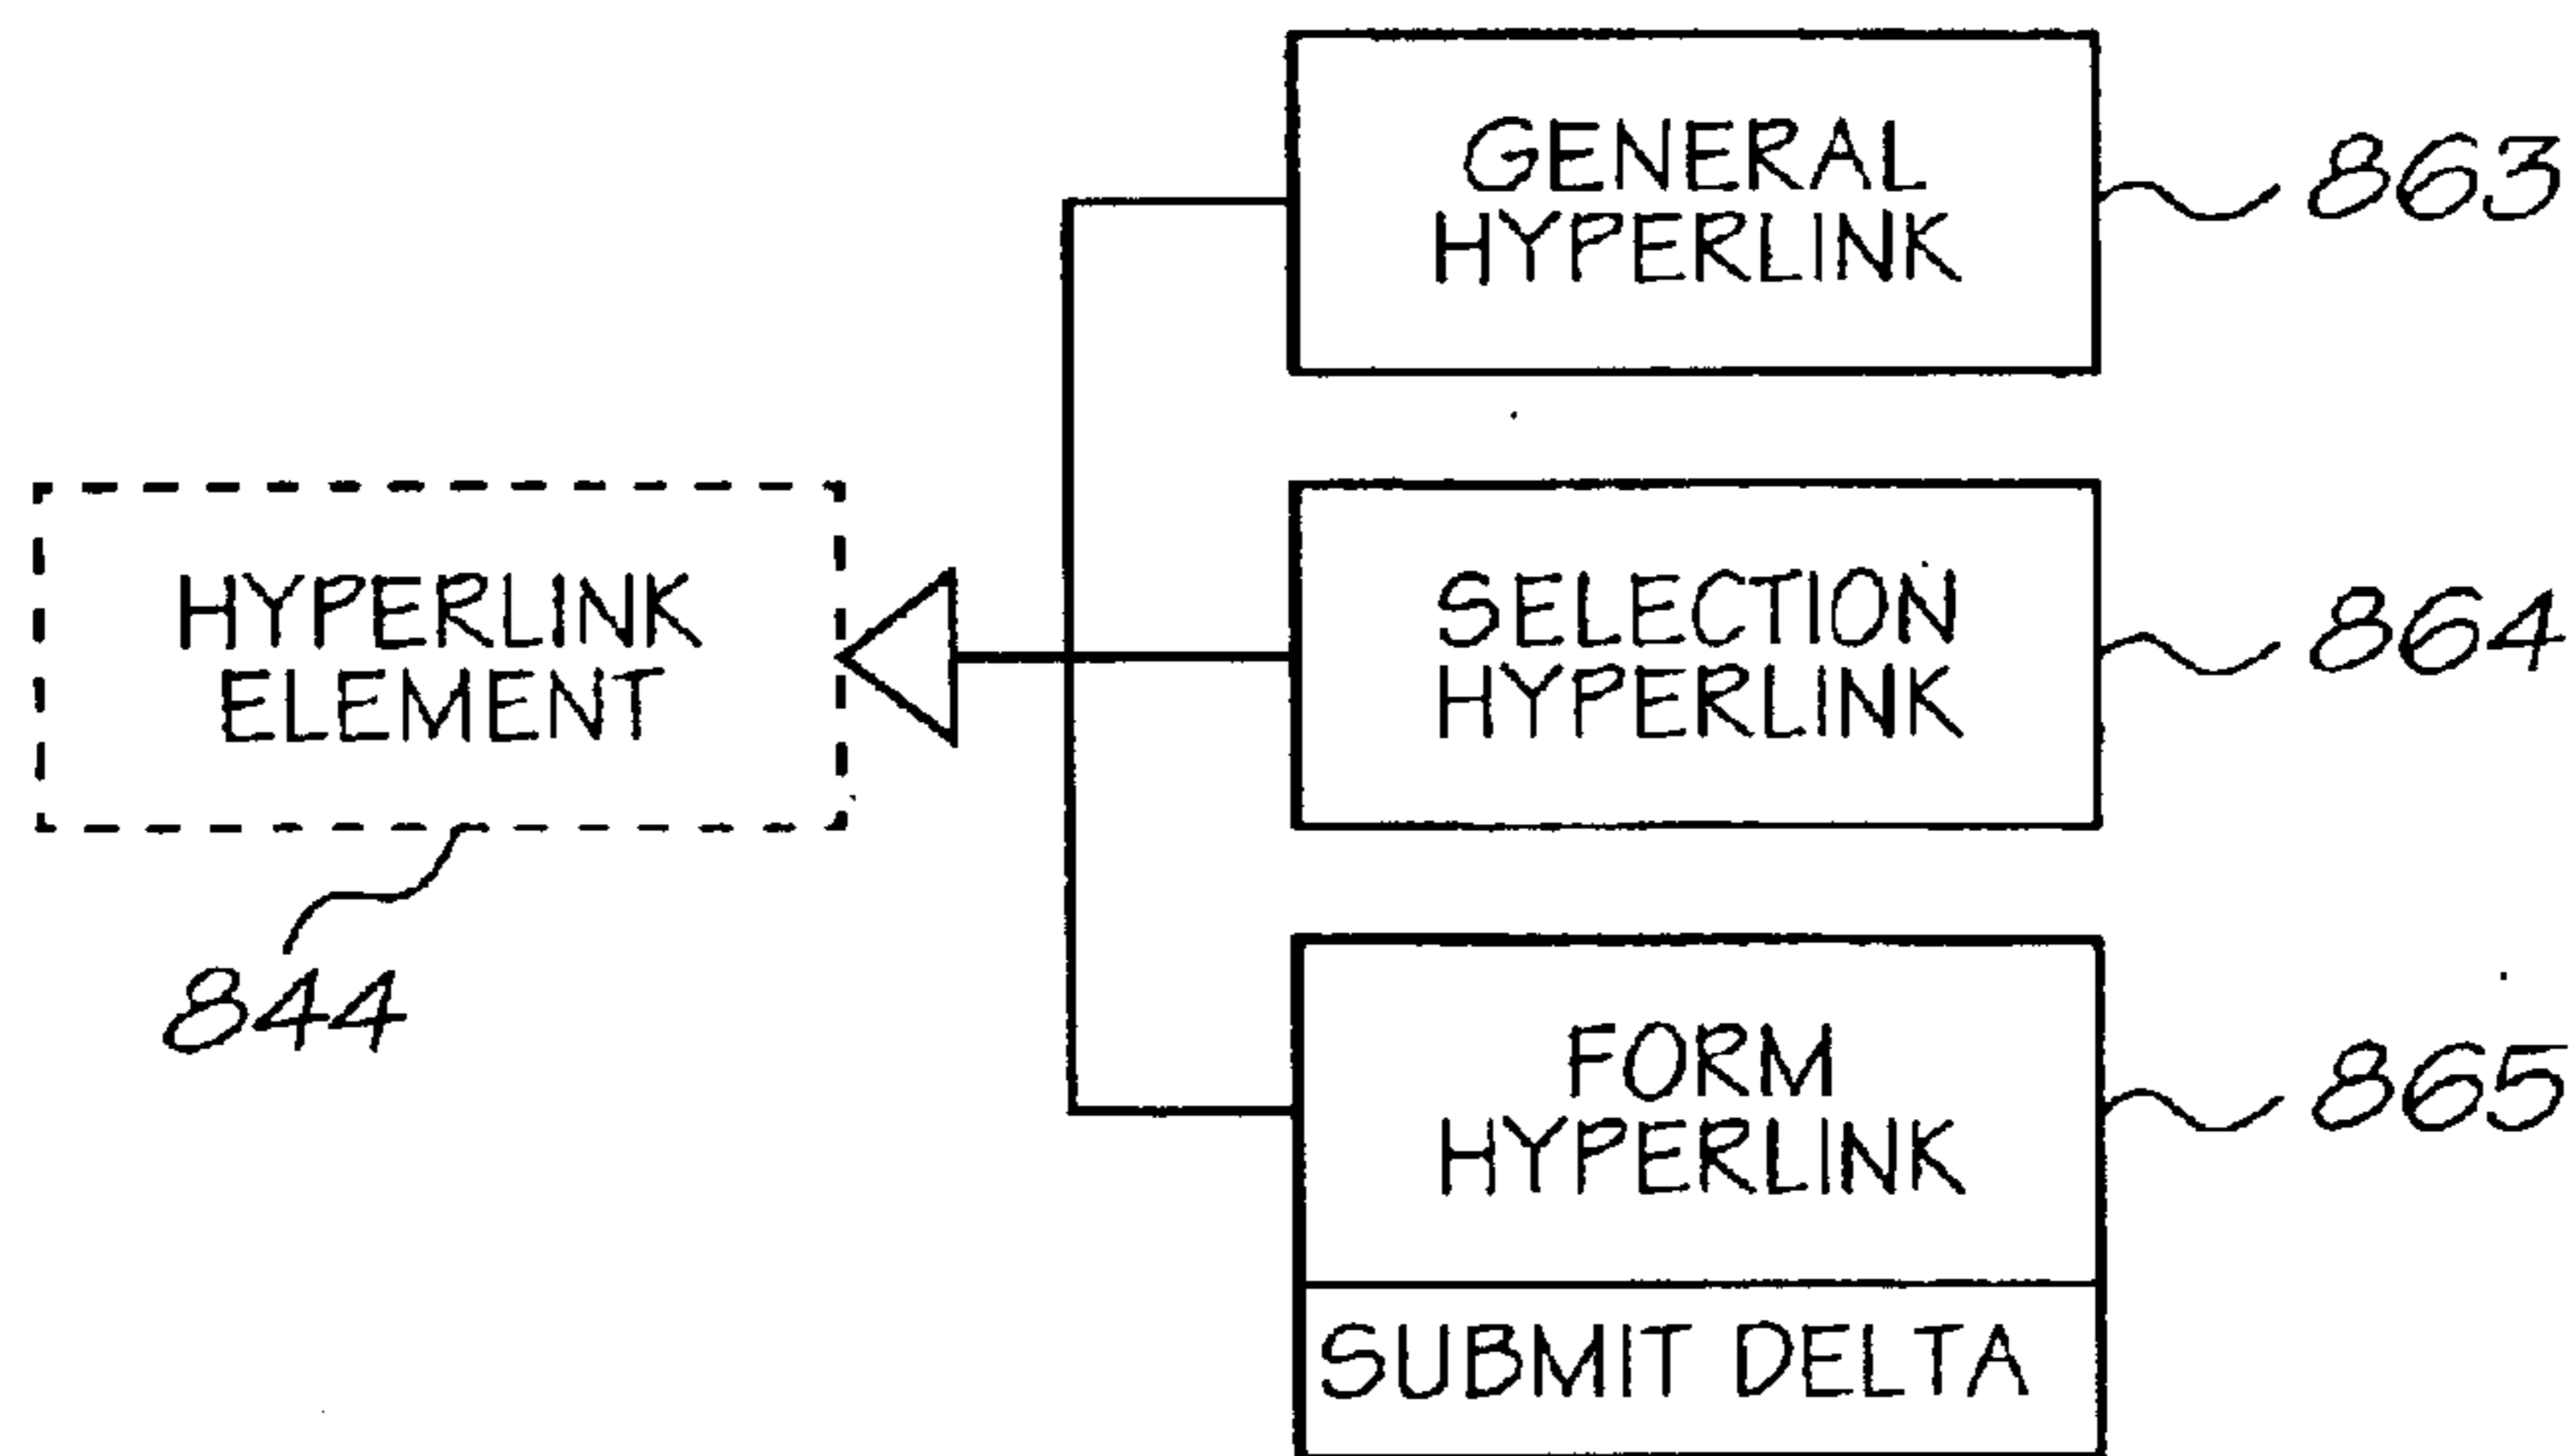 GENERAL
HYPERLINK
863
HYPERLINK
ELEMENT
844
SELECTION
HYPERLINK
864
FORM
HYPERLINK
865
SUBMIT DELTA